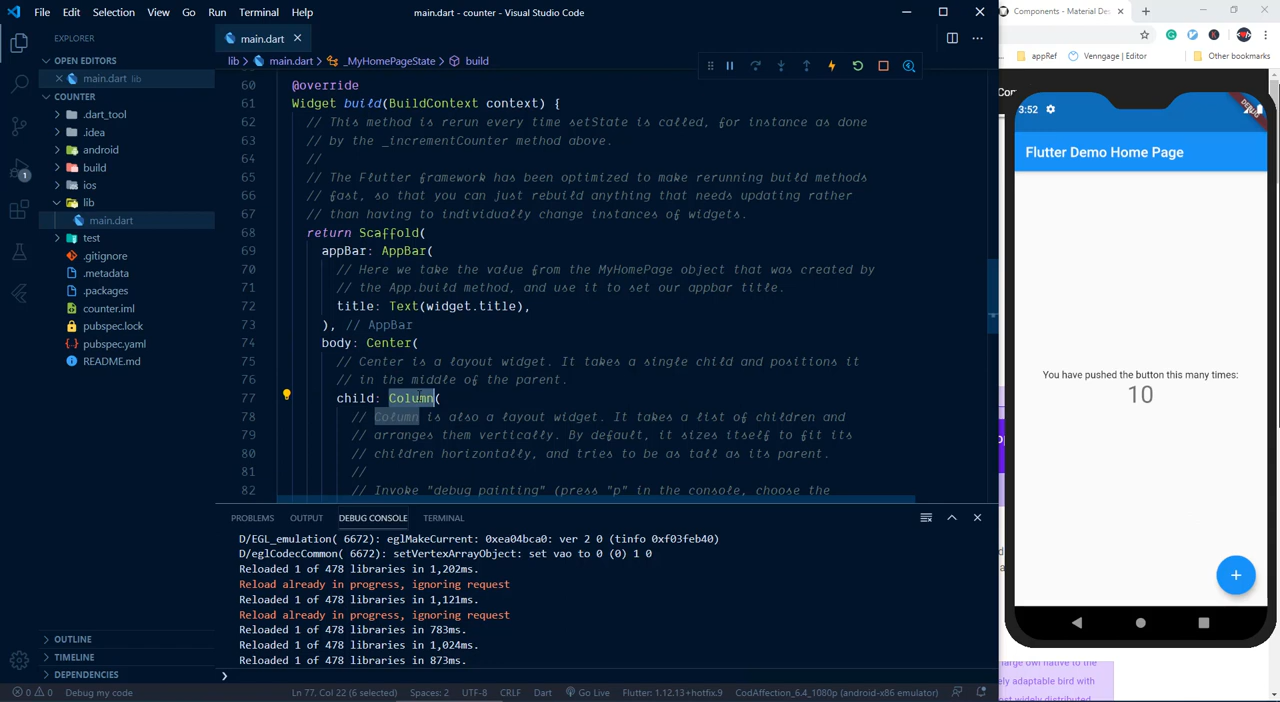 File Edit Selection View Go Run Terminal Help
main.dart - counter - Visual Studio Code
EXPLORER
OPEN EDITORS
main.dart lib
COUNTER
.dart_tool
.idea
android
build
ios
lib
main.dart
test
.gitignore
.metadata
.packages
counter.iml
pubspec.lock
pubspec.yaml
README.md
OUTLINE
TIMELINE
DEPENDENCIES
1
main.dart
lib > main.dart > _MyHomePageState > build
60 @override
61 Widget build(BuildContext context) {
62 // This method is rerun every time setState is called, for instance as done
63 // by the _incrementCounter method above.
64 //
65 // The Flutter framework has been optimized to make rerunning build methods
66 // fast, so that you can just rebuild anything that needs updating rather
67 // than having to individually change instances of widgets.
68 return Scaffold(
69 appBar: AppBar(
70 // Here we take the value from the MyHomePage object that was created by
71 // the App.build method, and use it to set our appbar title.
72 title: Text(widget.title),
73 ), // AppBar
74 body: Center(
75 // Center is a layout widget. It takes a single child and positions it
76 // in the middle of the parent.
77 child: Column(
78 // Column is also a layout widget. It takes a list of children and
79 // arranges them vertically. By default, it sizes itself to fit its
80 // children horizontally, and tries to be as tall as its parent.
81 //
82 // Invoke "debug painting" (press "p" in the console, choose the
PROBLEMS OUTPUT DEBUG CONSOLE TERMINAL
D/EGL_emulation( 6672): eglMakeCurrent: 0xea04bca0: ver 2 0 (tinfo 0xf03feb40)
D/eglCodecCommon( 6672): setVertexArrayObject: set vao to 0 (0) 1 0
Reloaded 1 of 478 libraries in 1,202ms.
Reload already in progress, ignoring request
Reloaded 1 of 478 libraries in 1,121ms.
Reload already in progress, ignoring request
Reloaded 1 of 478 libraries in 783ms.
Reloaded 1 of 478 libraries in 1,024ms.
Reloaded 1 of 478 libraries in 873ms.
0 0 Debug my code Ln 77, Col 22 (6 selected) Spaces: 2 UTF-8 CRLF Dart Go Live Flutter: 1.12.13+hotfix.9 CodAffection_6.4_1080p (android-x86 emulator)
Components - Material De
appRef Venngage | Editor Other bookmarks
3:52
DEBUG
Flutter Demo Home Page
You have pushed the button this many times:
10
+
large owl native to the
ely adaptable bird with
ost widely distributed